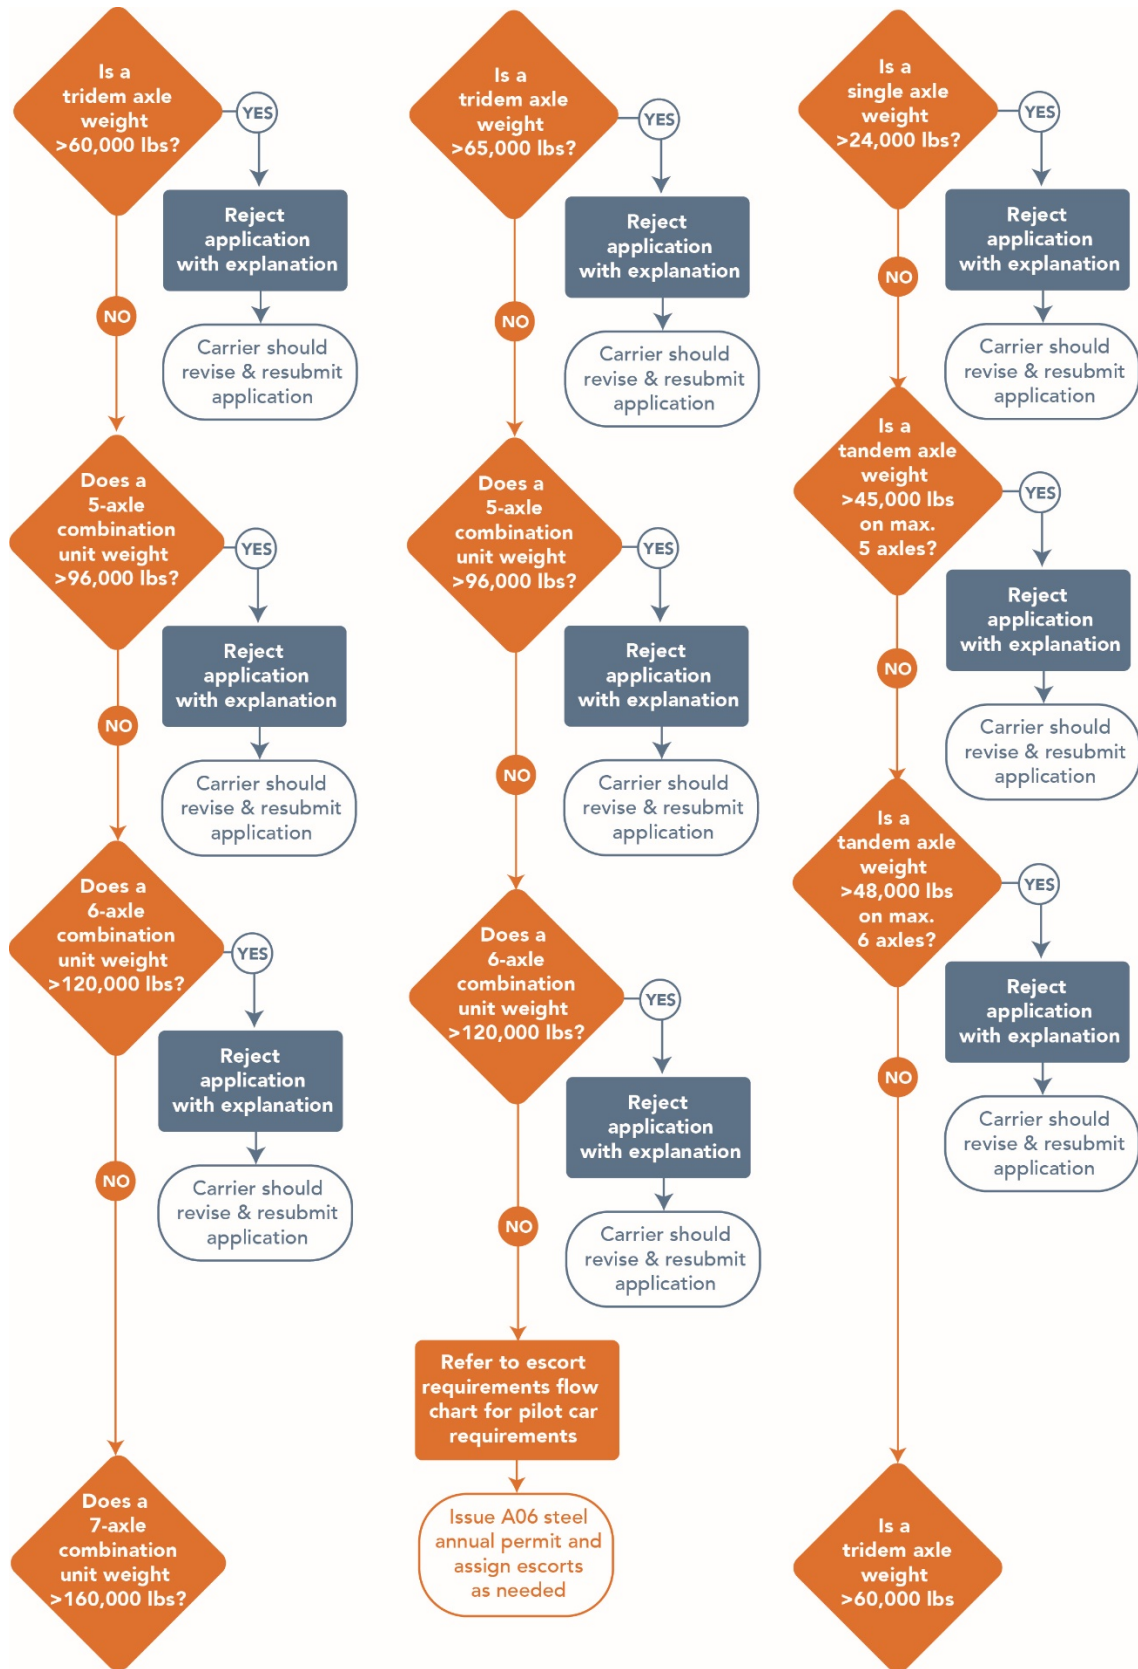 Is a
tridem axle
weight
>60,000 lbs?
YES
Reject
application
with explanation
Carrier should
revise & resubmit
application
NO
Does a
5-axle
combination
unit weight
>96,000 lbs?
YES
Reject
application
with explanation
Carrier should
revise & resubmit
application
NO
Does a
6-axle
combination
unit weight
>120,000 lbs?
YES
Reject
application
with explanation
Carrier should
revise & resubmit
application
NO
Does a
7-axle
combination
unit weight
>160,000 lbs?
Is a
tridem axle
weight
>65,000 lbs?
YES
Reject
application
with explanation
Carrier should
revise & resubmit
application
NO
Does a
5-axle
combination
unit weight
>96,000 lbs?
YES
Reject
application
with explanation
Carrier should
revise & resubmit
application
NO
Does a
6-axle
combination
unit weight
>120,000 lbs?
YES
Reject
application
with explanation
Carrier should
revise & resubmit
application
NO
Refer to escort
requirements flow
chart for pilot car
requirements
Issue A06 steel
annual permit and
assign escorts
as needed
Is a
single axle
weight
>24,000 lbs?
YES
Reject
application
with explanation
Carrier should
revise & resubmit
application
NO
Is a
tandem axle
weight
>45,000 lbs
on max.
5 axles?
YES
Reject
application
with explanation
Carrier should
revise & resubmit
application
NO
Is a
tandem axle
weight
>48,000 lbs
on max.
6 axles?
YES
Reject
application
with explanation
Carrier should
revise & resubmit
application
NO
Is a
tridem axle
weight
>60,000 lbs